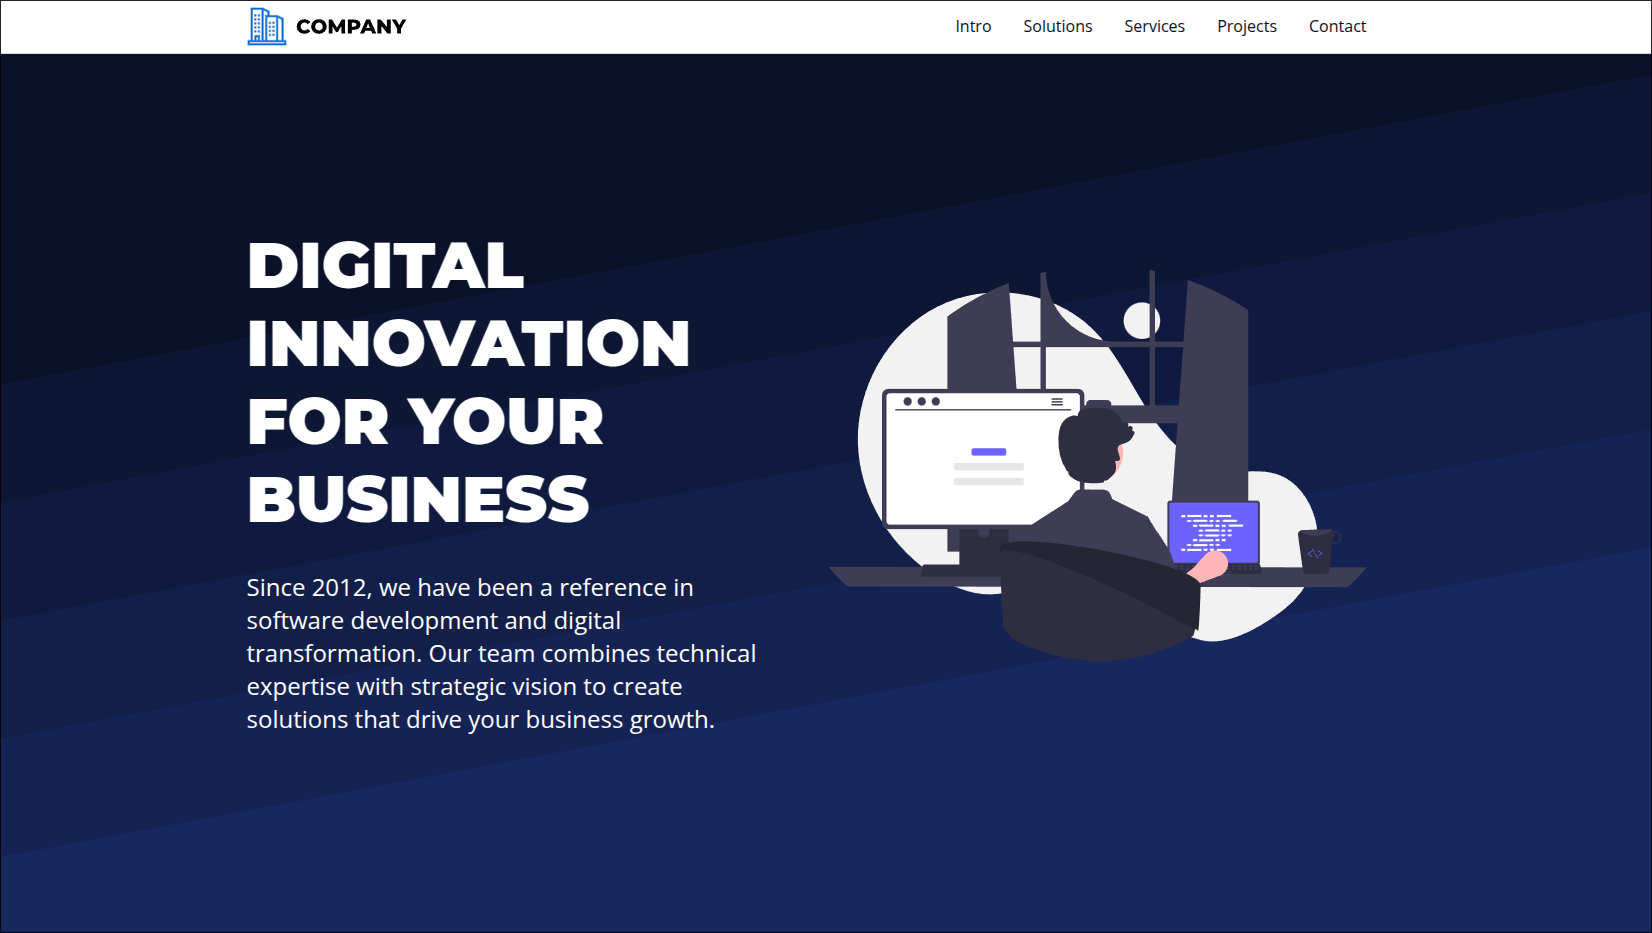 COMPANY
Intro
Solutions
Services
Projects
Contact
DIGITAL
INNOVATION
FOR YOUR
BUSINESS
Since 2012, we have been a reference in
software development and digital
transformation. Our team combines technical
expertise with strategic vision to create
solutions that drive your business growth.